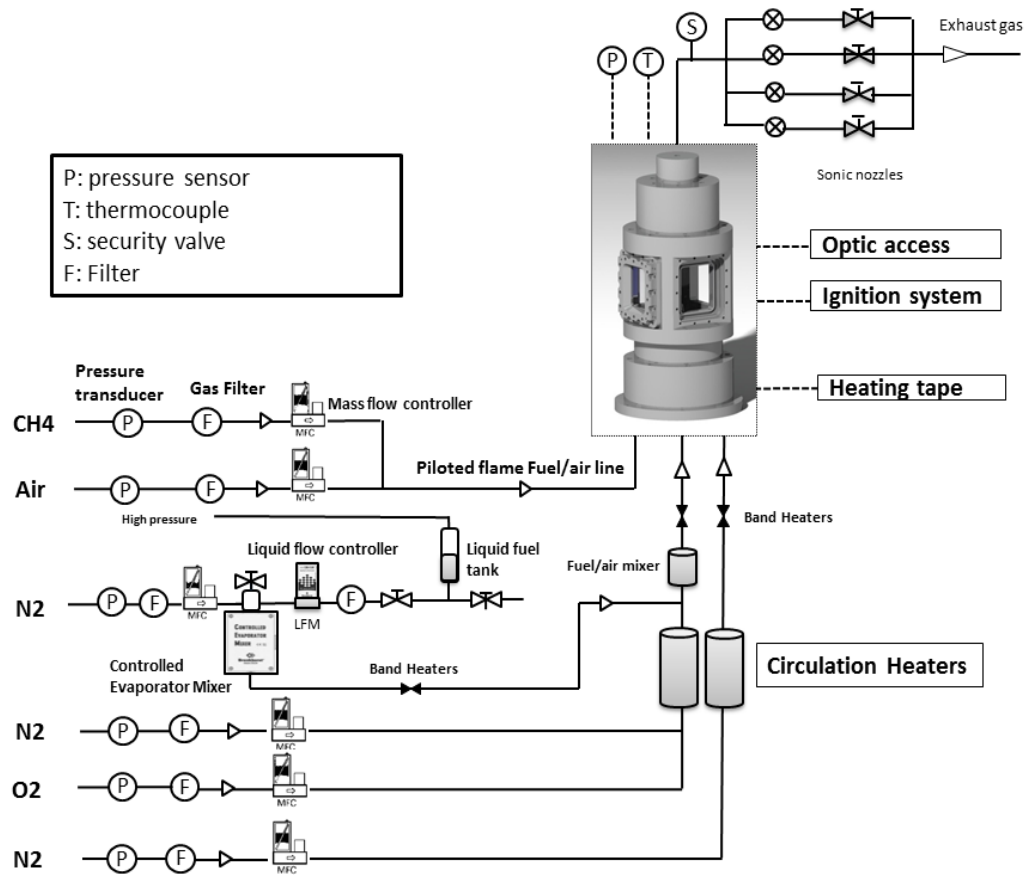 Exhaust gas
S
P
T
Sonic nozzles
P: pressure sensor
T: thermocouple
S: security valve
F: Filter
Optic access
Ignition system
Heating tape
Pressure
transducer
Gas Filter
Mass flow controller
CH4
P
F
MFC
Piloted flame Fuel/air line
Air
P
F
MFC
High pressure
Band Heaters
Liquid flow controller
Liquid fuel
tank
Fuel/air mixer
N2
P
F
MFC
LFM
F
CONTROLLED
EVAPORATOR
MIXER
Controlled
Evaporator Mixer
Band Heaters
Circulation Heaters
N2
P
F
MFC
O2
P
F
MFC
N2
P
F
MFC